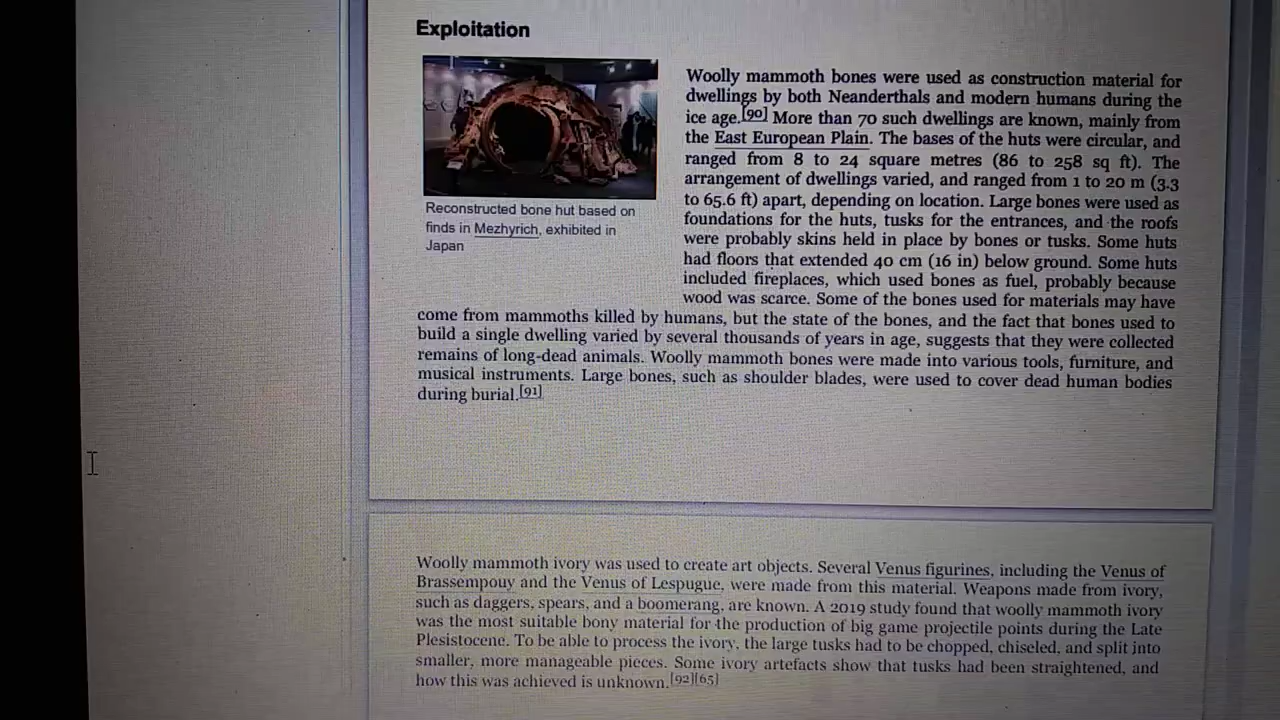 Exploitation
Woolly mammoth bones were used as construction material for
dwellings by both Neanderthals and modern humans during the
ice age.[90] More than 70 such dwellings are known, mainly from
the East European Plain. The bases of the huts were circular, and
ranged from 8 to 24 square metres (86 to 258 sq ft). The
arrangement of dwellings varied, and ranged from 1 to 20 m (3.3
to 65.6 ft) apart, depending on location. Large bones were used as
foundations for the huts, tusks for the entrances, and the roofs
were probably skins held in place by bones or tusks. Some huts
had floors that extended 40 cm (16 in) below ground. Some huts
included fireplaces, which used bones as fuel, probably because
wood was scarce. Some of the bones used for materials may have
come from mammoths killed by humans, but the state of the bones, and the fact that bones used to
build a single dwelling varied by several thousands of years in age, suggests that they were collected
remains of long-dead animals. Woolly mammoth bones were made into various tools, furniture, and
musical instruments. Large bones, such as shoulder blades, were used to cover dead human bodies
during burial.[91]
Reconstructed bone hut based on
finds in Mezhyrich, exhibited in
Japan
Woolly mammoth ivory was used to create art objects. Several Venus figurines, including the Venus of
Brassempouy and the Venus of Lespugue, were made from this material. Weapons made from ivory,
such as daggers, spears, and a boomerang, are known. A 2019 study found that woolly mammoth ivory
was the most suitable bony material for the production of big game projectile points during the Late
Plesistocene. To be able to process the ivory, the large tusks had to be chopped, chiseled, and split into
smaller, more manageable pieces. Some ivory artefacts show that tusks had been straightened, and
how this was achieved is unknown.[92][65]